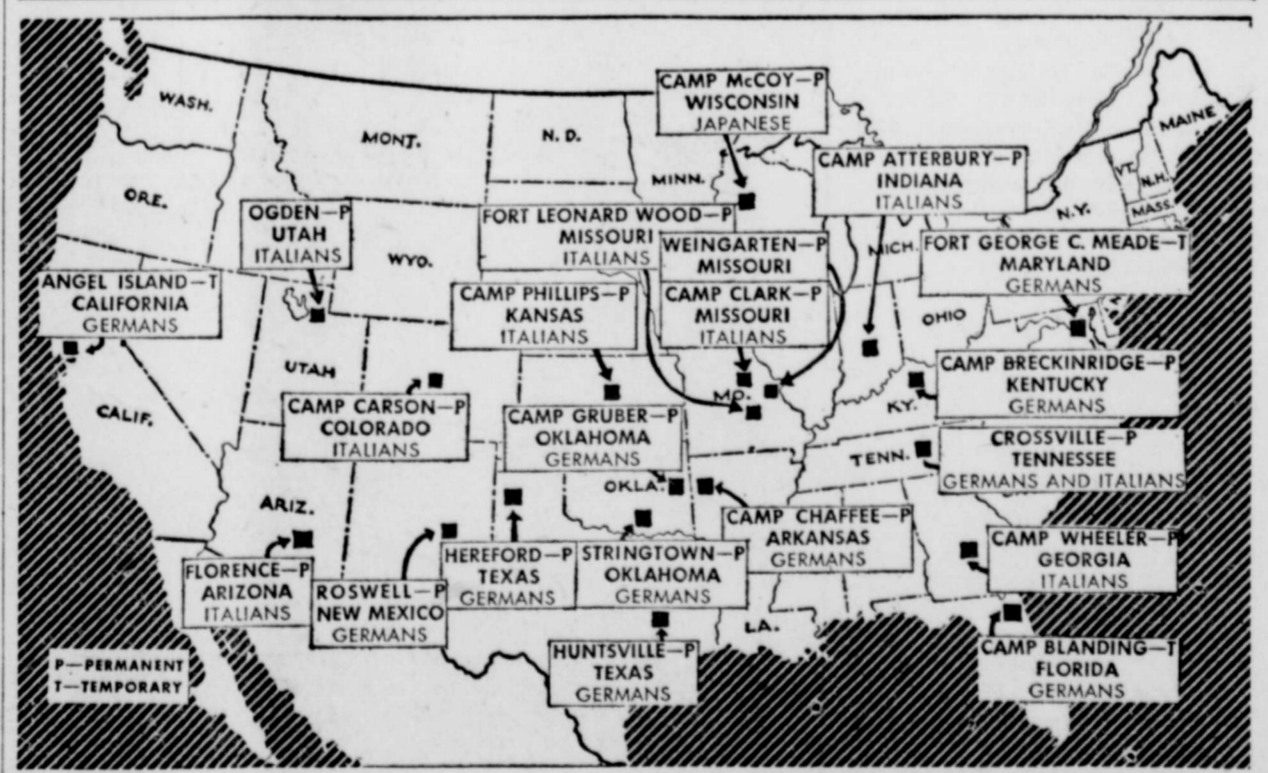 WASH.
MONT.
N. D.
MINN.
CAMP McCOY—P
WISCONSIN
JAPANESE
MAINE
VT.
N.H.
MASS.
N.Y.
ORE.
CAMP ATTERBURY—P
INDIANA
ITALIANS
OGDEN—P
UTAH
ITALIANS
WYO.
FORT LEONARD WOOD—P
MISSOURI
ITALIANS
WEINGARTEN—P
MISSOURI
MICH.
FORT GEORGE C. MEADE—T
MARYLAND
GERMANS
ANGEL ISLAND—T
CALIFORNIA
GERMANS
CAMP PHILLIPS—P
KANSAS
ITALIANS
CAMP CLARK—P
MISSOURI
ITALIANS
OHIO
UTAH
MO.
CAMP BRECKINRIDGE—P
KENTUCKY
GERMANS
KY.
CALIF.
CAMP CARSON—P
COLORADO
ITALIANS
CAMP GRUBER—P
OKLAHOMA
GERMANS
TENN.
CROSSVILLE—P
TENNESSEE
GERMANS AND ITALIANS
ARIZ.
OKLA.
CAMP CHAFFEE—P
ARKANSAS
GERMANS
CAMP WHEELER—P
GEORGIA
ITALIANS
FLORENCE—P
ARIZONA
ITALIANS
ROSWELL—P
NEW MEXICO
GERMANS
HEREFORD—P
TEXAS
GERMANS
STRINGTOWN—P
OKLAHOMA
GERMANS
LA.
HUNTSVILLE—P
TEXAS
GERMANS
CAMP BLANDING—T
FLORIDA
GERMANS
P—PERMANENT
T—TEMPORARY